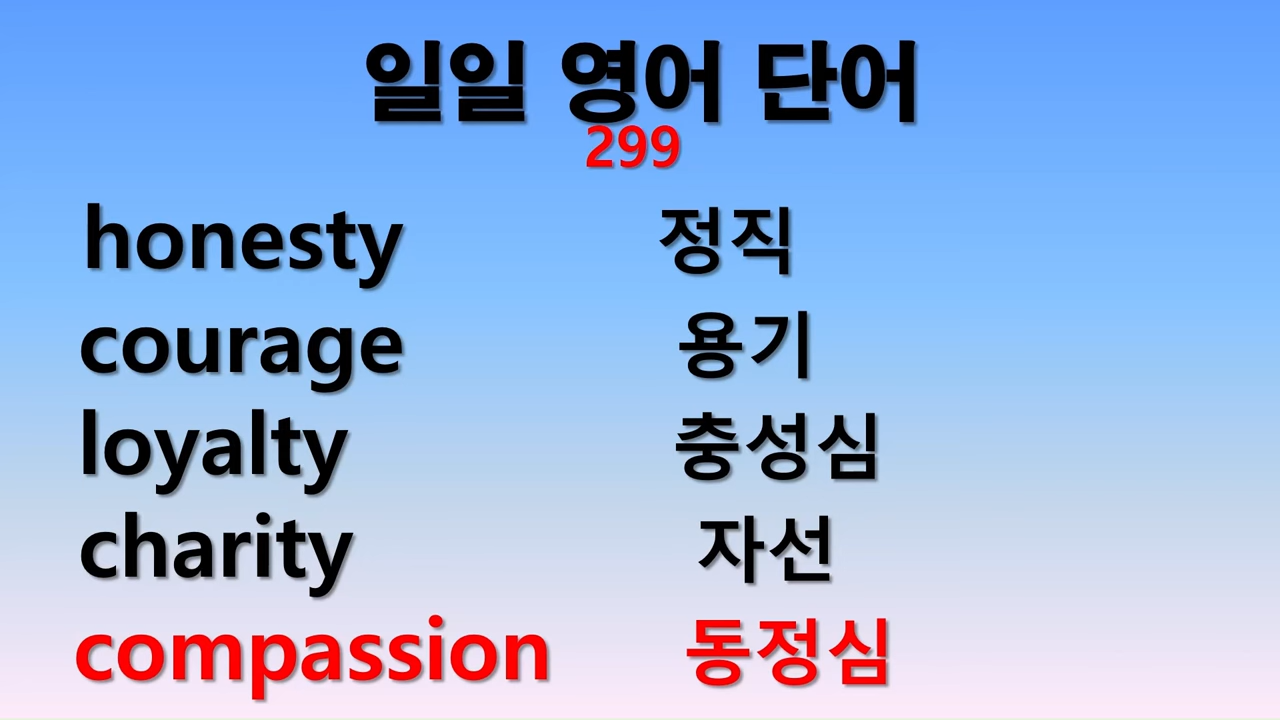 일일 영어 단어
299
honesty 정직
courage 용기
loyalty 충성심
charity 자선
compassion 동정심